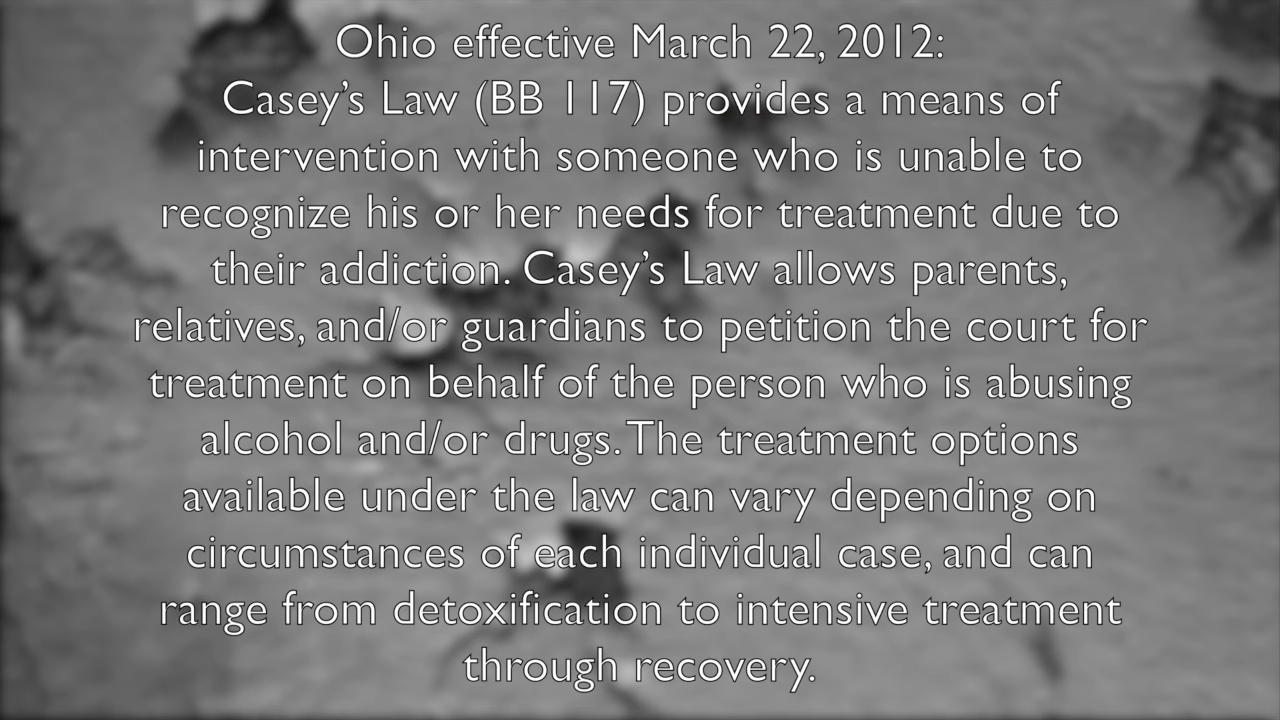 Ohio effective March 22, 2012:
Casey's Law (BB 117) provides a means of
intervention with someone who is unable to
recognize his or her needs for treatment due to
their addiction. Casey's Law allows parents,
relatives, and/or guardians to petition the court for
treatment on behalf of the person who is abusing
alcohol and/or drugs. The treatment options
available under the law can vary depending on
circumstances of each individual case, and can
range from detoxification to intensive treatment
through recovery.